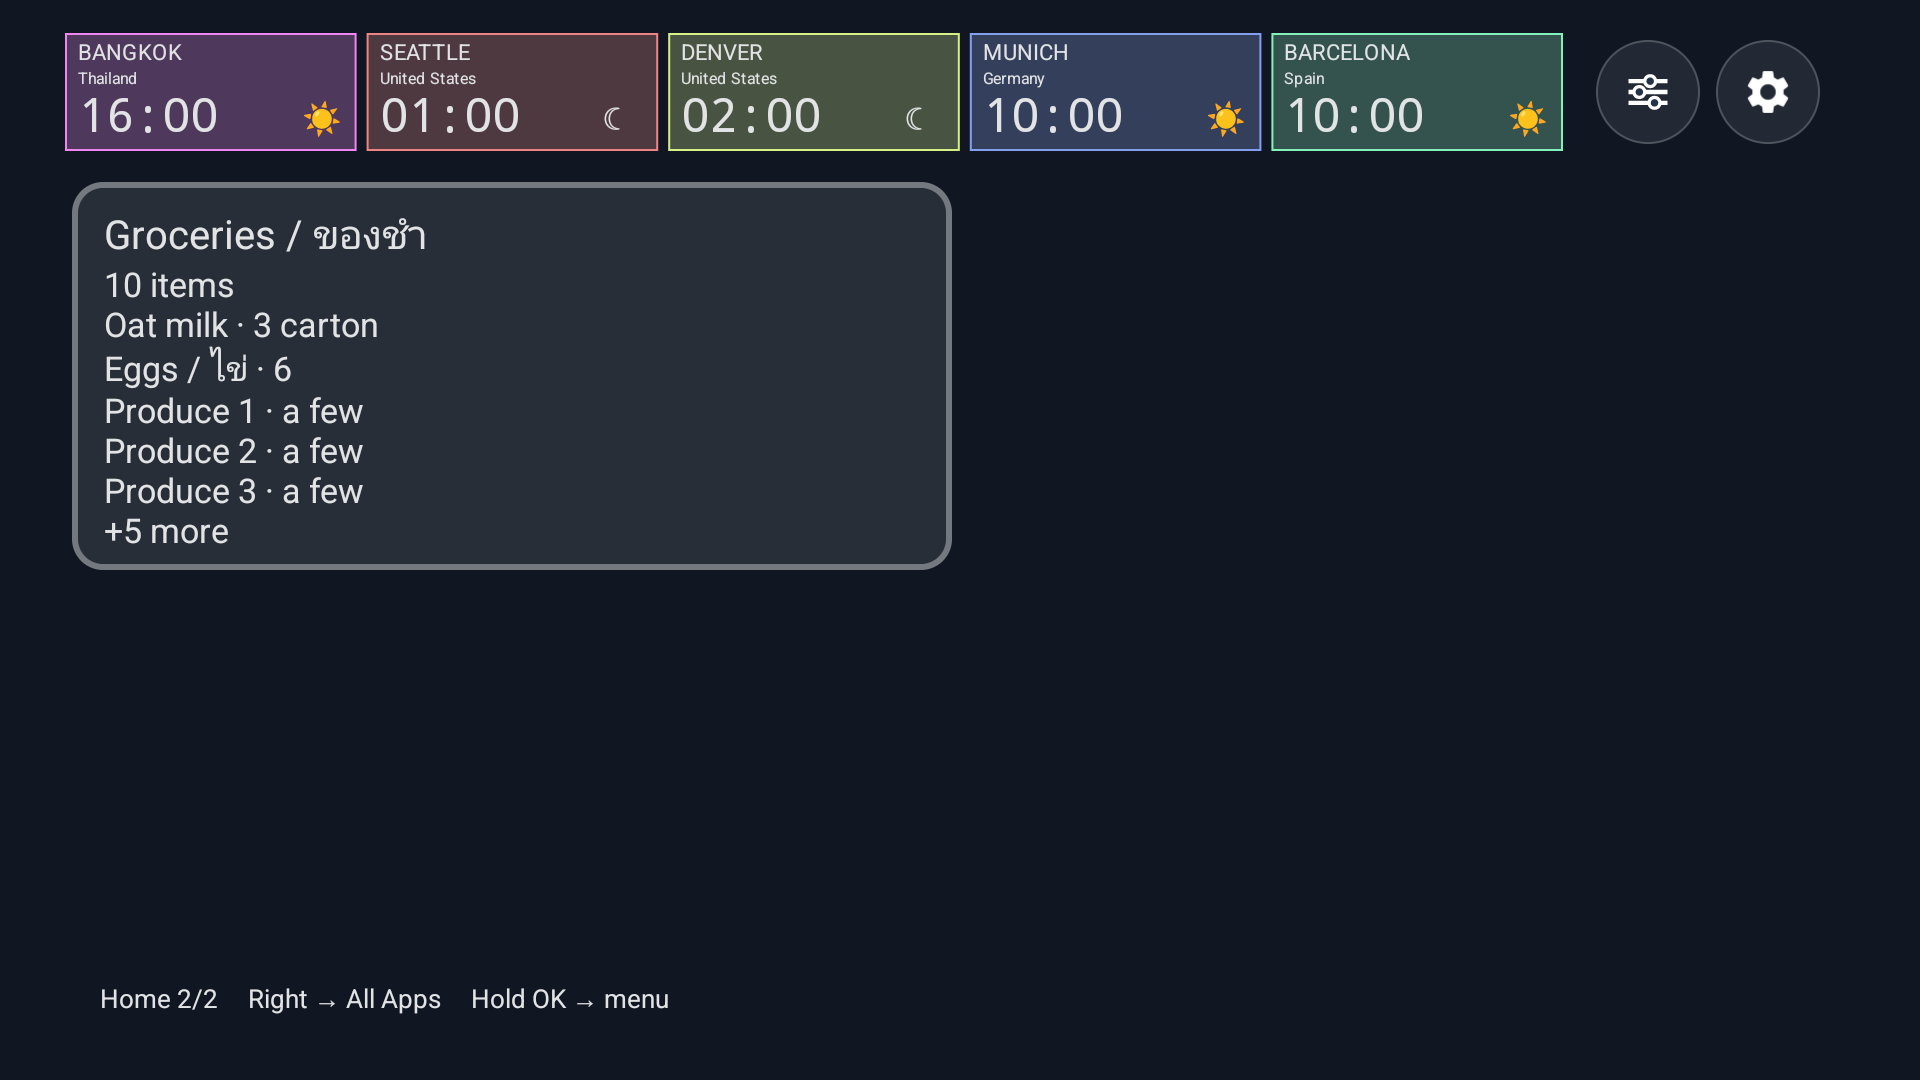 BANGKOK
Thailand
16:00
SEATTLE
United States
01:00
DENVER
United States
02:00
MUNICH
Germany
10:00
BARCELONA
Spain
10:00
Groceries / ของชำ
10 items
Oat milk · 3 carton
Eggs / ไข่ · 6
Produce 1 · a few
Produce 2 · a few
Produce 3 · a few
+5 more
Home 2/2 Right → All Apps Hold OK → menu